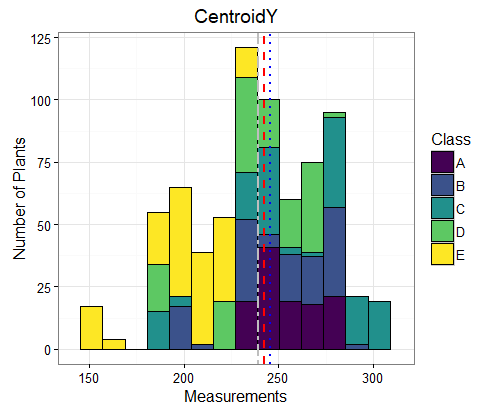 CentroidY
Number of Plants
125
100
75
50
25
0
150
200
250
300
Measurements
Class
A
B
C
D
E